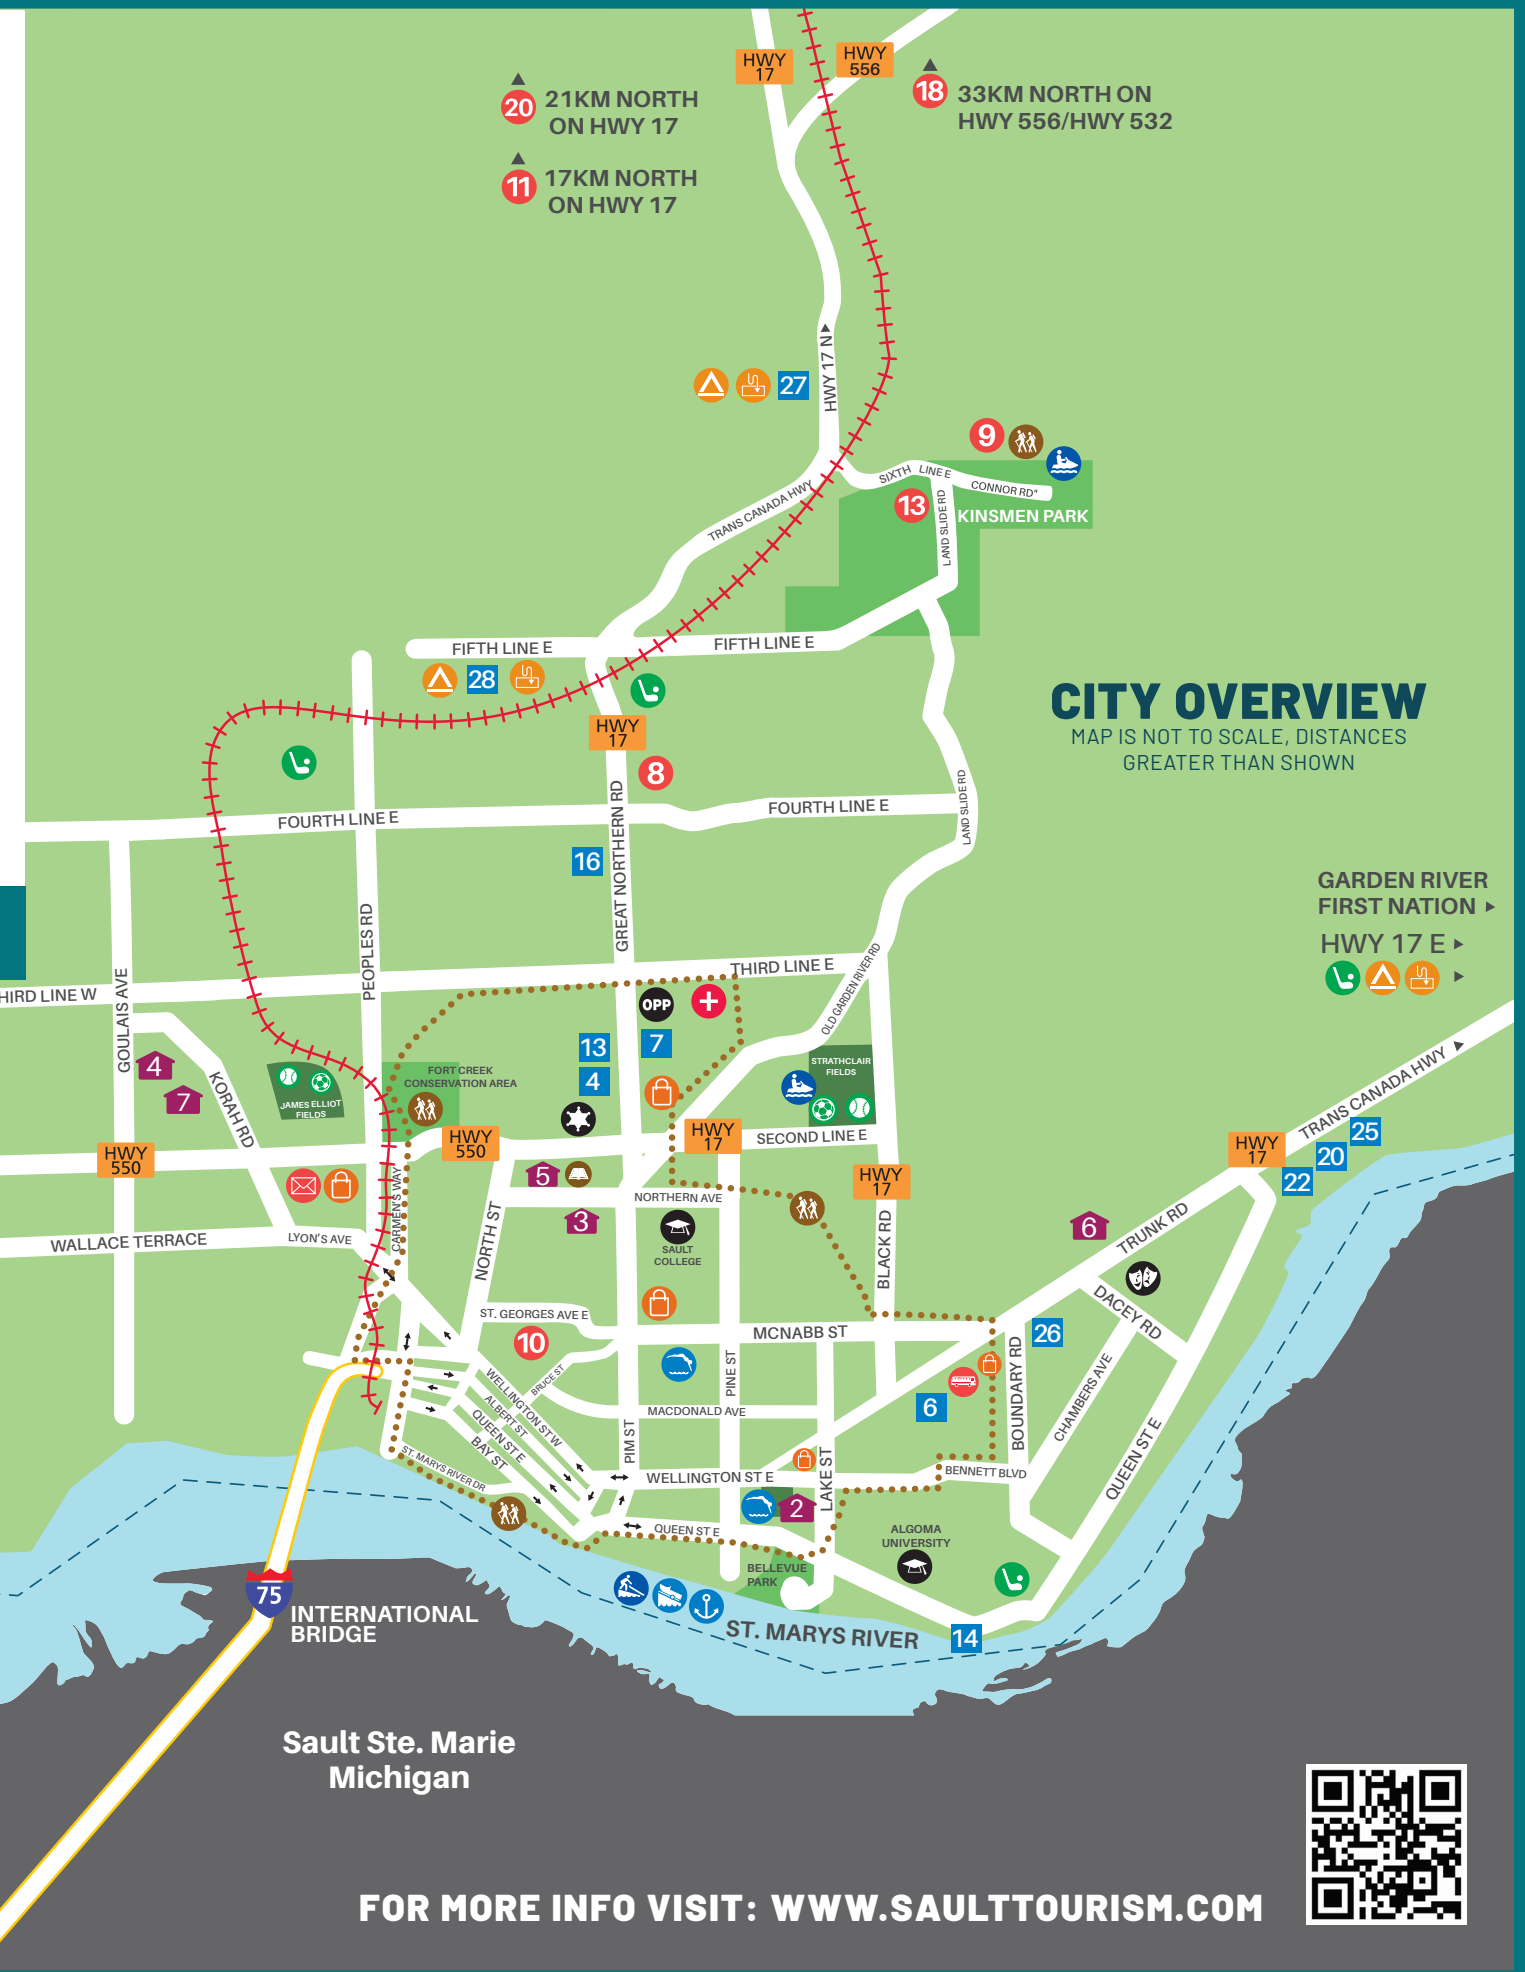 HWY
17
HWY
556
20
21KM NORTH
ON HWY 17
18
33KM NORTH ON
HWY 556/HWY 532
11
17KM NORTH
ON HWY 17
HWY 17 N
27
9
SIXTH LINE E
CONNOR RD"
13
KINSMEN PARK
LAND SLIDE RD
TRANS CANADA HWY
FIFTH LINE E
FIFTH LINE E
28
HWY
17
8
CITY OVERVIEW
MAP IS NOT TO SCALE, DISTANCES
GREATER THAN SHOWN
FOURTH LINE E
FOURTH LINE E
LAND SLIDE RD
16
GREAT NORTHERN RD
PEOPLES RD
GARDEN RIVER
FIRST NATION
HWY 17 E
THIRD LINE E
HIRD LINE W
GOULAIS AVE
OLD GARDEN RIVER RD
OPP
13
7
4
4
7
KORAH RD
JAMES ELLIOT
FIELDS
FORT CREEK
CONSERVATION AREA
STRATHCLAIR
FIELDS
TRANS CANADA HWY
HWY
550
HWY
550
HWY
17
SECOND LINE E
HWY
17
HWY
17
25
20
22
5
CARMEN'S WAY
NORTHERN AVE
3
NORTH ST
SAULT
COLLEGE
BLACK RD
6
TRUNK RD
WALLACE TERRACE
LYON'S AVE
DACEY RD
ST. GEORGES AVE E
10
MCNABB ST
26
BOUNDARY RD
CHAMBERS AVE
QUEEN ST E
WELLINGTON ST W
BRUCE ST
ALBERT ST
QUEEN ST E
BAY ST
PINE ST
MACDONALD AVE
6
PIM ST
ST. MARYS RIVER DR
WELLINGTON ST E
LAKE ST
BENNETT BLVD
2
QUEEN ST E
ALGOMA
UNIVERSITY
BELLEVUE
PARK
ST. MARYS RIVER
14
75
INTERNATIONAL
BRIDGE
Sault Ste. Marie
Michigan
FOR MORE INFO VISIT: WWW.SAULTTOURISM.COM